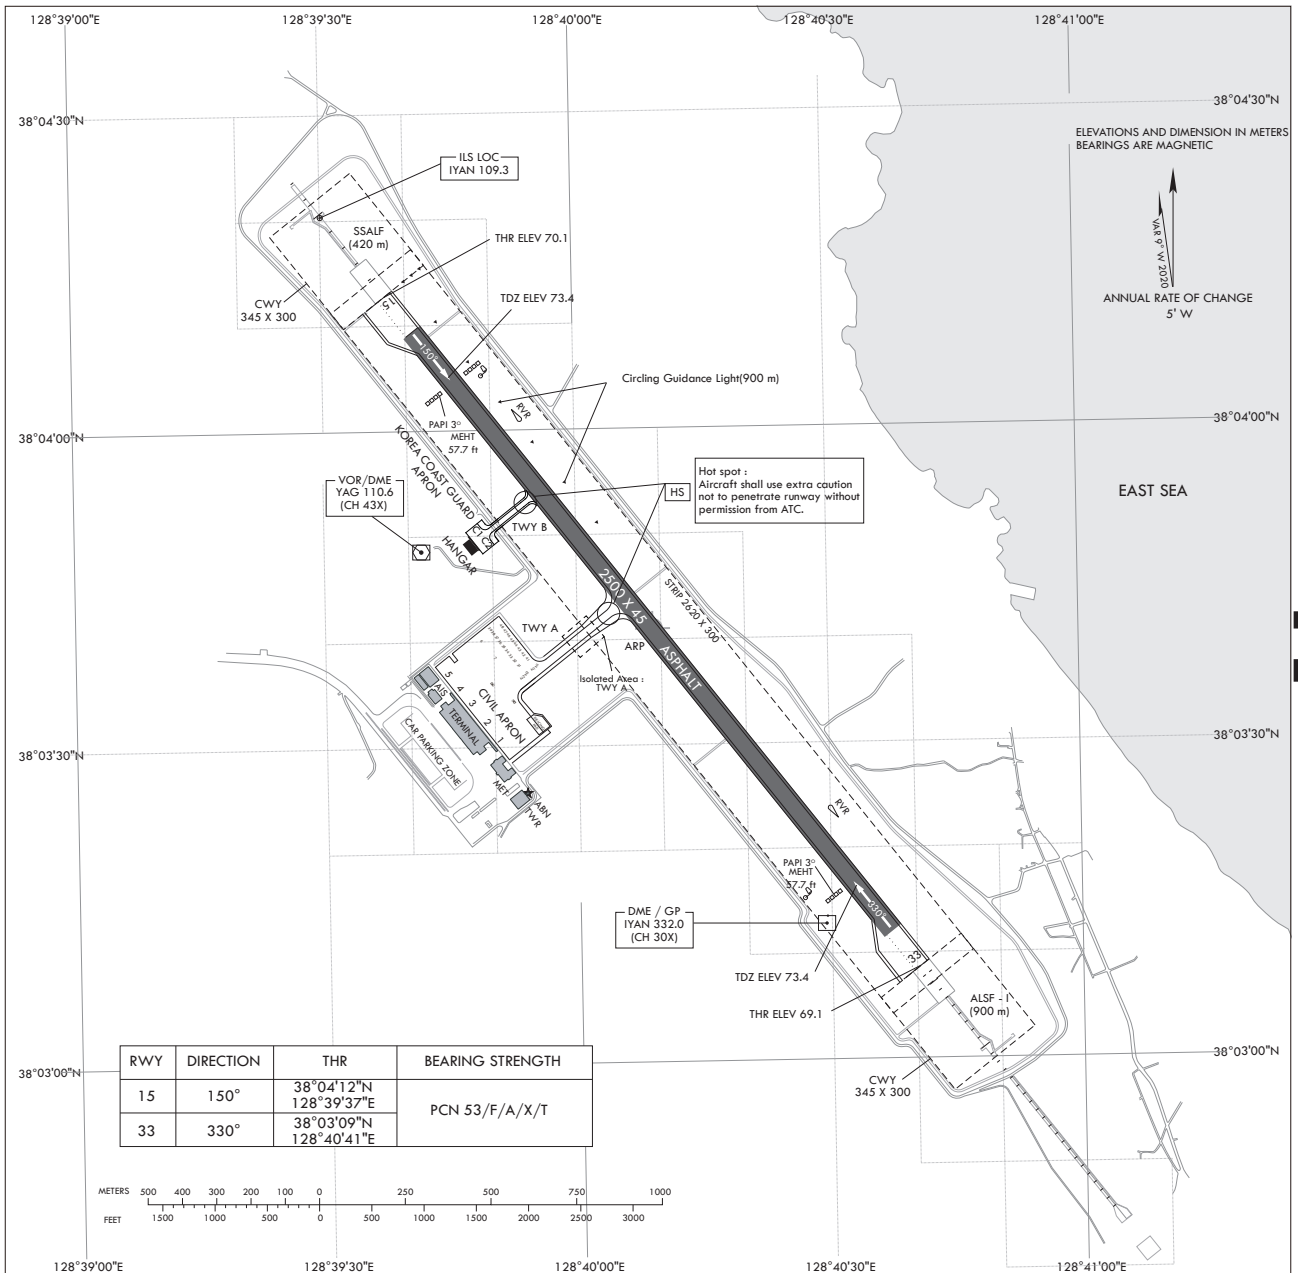 128°39'00"E
128°39'30"E
128°40'00"E
128°40'30"E
128°41'00"E
38°04'30"N
38°04'30"N
ELEVATIONS AND DIMENSION IN METERS
BEARINGS ARE MAGNETIC
VAR 9° W 2020
ANNUAL RATE OF CHANGE
5' W
ILS LOC
IYAN 109.3
SSALF
(420 m)
THR ELEV 70.1
CWY
345 X 300
15
TDZ ELEV 73.4
150°
Circling Guidance Light(900 m)
RVR
PAPI 3°
MEHT
57.7 ft
38°04'00"N
38°04'00"N
KOREA COAST GUARD
APRON
VOR/DME
YAG 110.6
(CH 43X)
HS
Hot spot :
Aircraft shall use extra caution
not to penetrate runway without
permission from ATC.
EAST SEA
C1 C2
TWY B
HANGAR
2500 X 45
ASPHALT
STRIP 2620 X 300
TWY A
ARP
Isolated Area :
TWY A
AIS
5
4
3
2
1
CIVIL APRON
TERMINAL
CAR PARKING ZONE
MET
ABN
TWR
38°03'30"N
38°03'30"N
RVR
PAPI 3°
MEHT
57.7 ft
330°
DME / GP
IYAN 332.0
(CH 30X)
33
TDZ ELEV 73.4
THR ELEV 69.1
ALSF - I
(900 m)
CWY
345 X 300
38°03'00"N
38°03'00"N
RWY DIRECTION THR BEARING STRENGTH
15 150° 38°04'12"N
128°39'37"E
PCN 53/F/A/X/T
33 330° 38°03'09"N
128°40'41"E
METERS 500 400 300 200 100 0 250 500 750 1000
FEET 1500 1000 500 0 500 1000 1500 2000 2500 3000
128°39'00"E
128°39'30"E
128°40'00"E
128°40'30"E
128°41'00"E